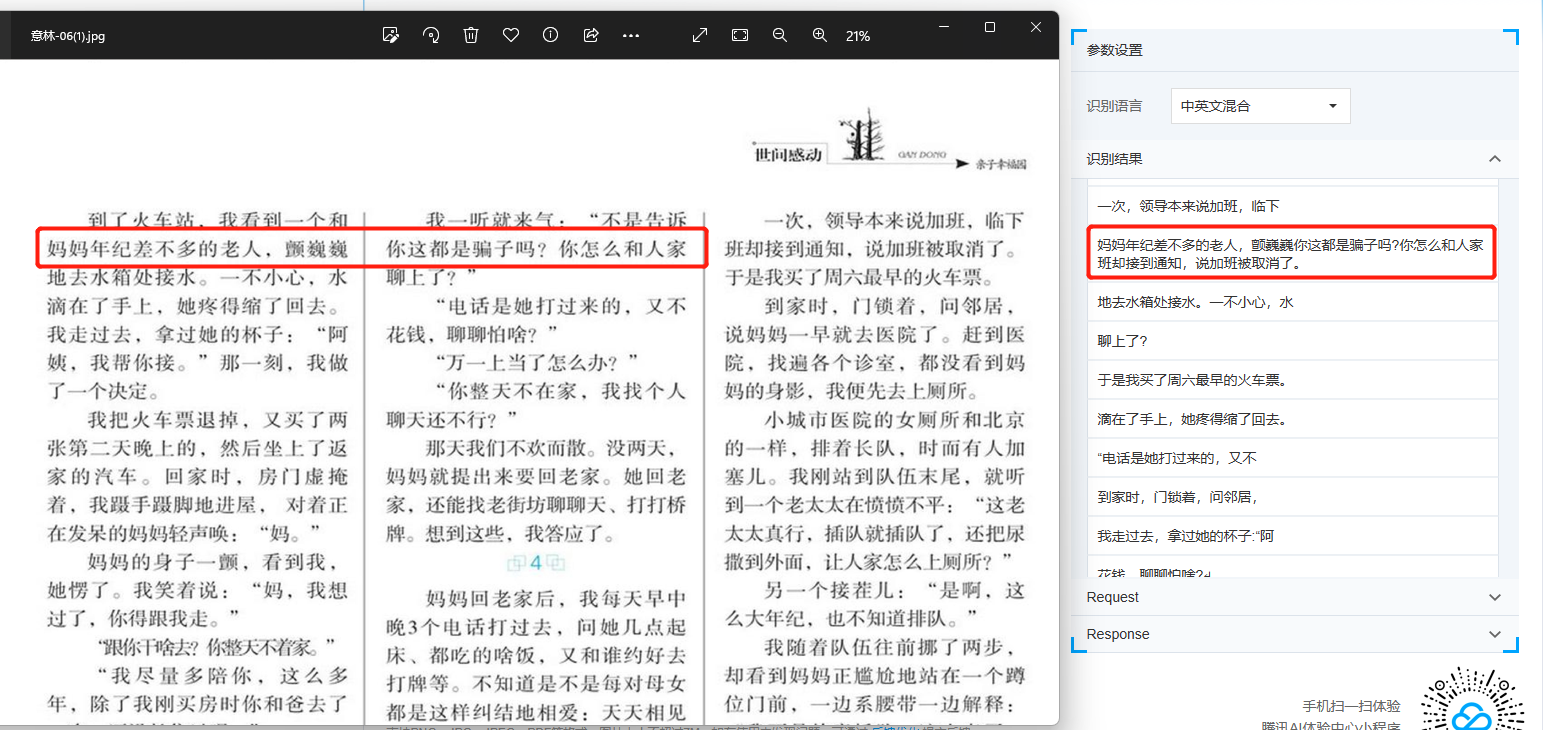 意林-06(1).jpg
21%
世间感动
GAN DONG
亲子幸福园
到了火车站，我看到一个和
妈妈年纪差不多的老人，颤巍巍
地去水箱处接水。一不小心，水
滴在了手上，她疼得缩了回去。
我走过去，拿过她的杯子：“阿
姨，我帮你接。”那一刻，我做
了一个决定。
我把火车票退掉，又买了两
张第二天晚上的，然后坐上了返
家的汽车。回家时，房门虚掩
着，我蹑手蹑脚地进屋，对着正
在发呆的妈妈轻声唤：“妈。”
妈妈的身子一颤，看到我，
她愣了。我笑着说：“妈，我想
过了，你得跟我走。”
“跟你干啥去？你整天不着家。”
“我尽量多陪你，这么多
年，除了我刚买房时你和爸去了
我一听就来气：“不是告诉
你这都是骗子吗？你怎么和人家
聊上了？”
“电话是她打过来的，又不
花钱，聊聊怕啥？”
“万一上当了怎么办？”
“你整天不在家，我找个人
聊天还不行？”
那天我们不欢而散。没两天，
妈妈就提出来要回老家。她回老
家，还能找老街坊聊聊天、打打桥
牌。想到这些，我答应了。
4
妈妈回老家后，我每天早中
晚3个电话打过去，问她几点起
床、都吃的啥饭，又和谁约好去
打牌等。不知道是不是每对母女
都是这样纠结地相爱：天天相见
一次，领导本来说加班，临下
班却接到通知，说加班被取消了。
于是我买了周六最早的火车票。
到家时，门锁着，问邻居，
说妈妈一早就去医院了。赶到医
院，找遍各个诊室，都没看到妈
妈的身影，我便先去上厕所。
小城市医院的女厕所和北京
的一样，排着长队，时而有人加
塞儿。我刚站到队伍末尾，就听
到一个老太太在愤愤不平：“这老
太太真行，插队就插队了，还把尿
撒到外面，让人家怎么上厕所？”
另一个接茬儿：“是啊，这
么大年纪，也不知道排队。”
我随着队伍往前挪了两步，
却看到妈妈正尴尬地站在一个蹲
位门前，一边系腰带一边解释：
参数设置
识别语言
中英文混合
识别结果
一次，领导本来说加班，临下
妈妈年纪差不多的老人，颤巍巍你这都是骗子吗?你怎么和人家
班却接到通知，说加班被取消了。
地去水箱处接水。一不小心，水
聊上了?
于是我买了周六最早的火车票。
滴在了手上，她疼得缩了回去。
“电话是她打过来的，又不
到家时，门锁着，问邻居，
我走过去，拿过她的杯子:“阿
花钱，聊聊怕啥?
Request
Response
手机扫一扫体验
腾讯AI体验中心小程序